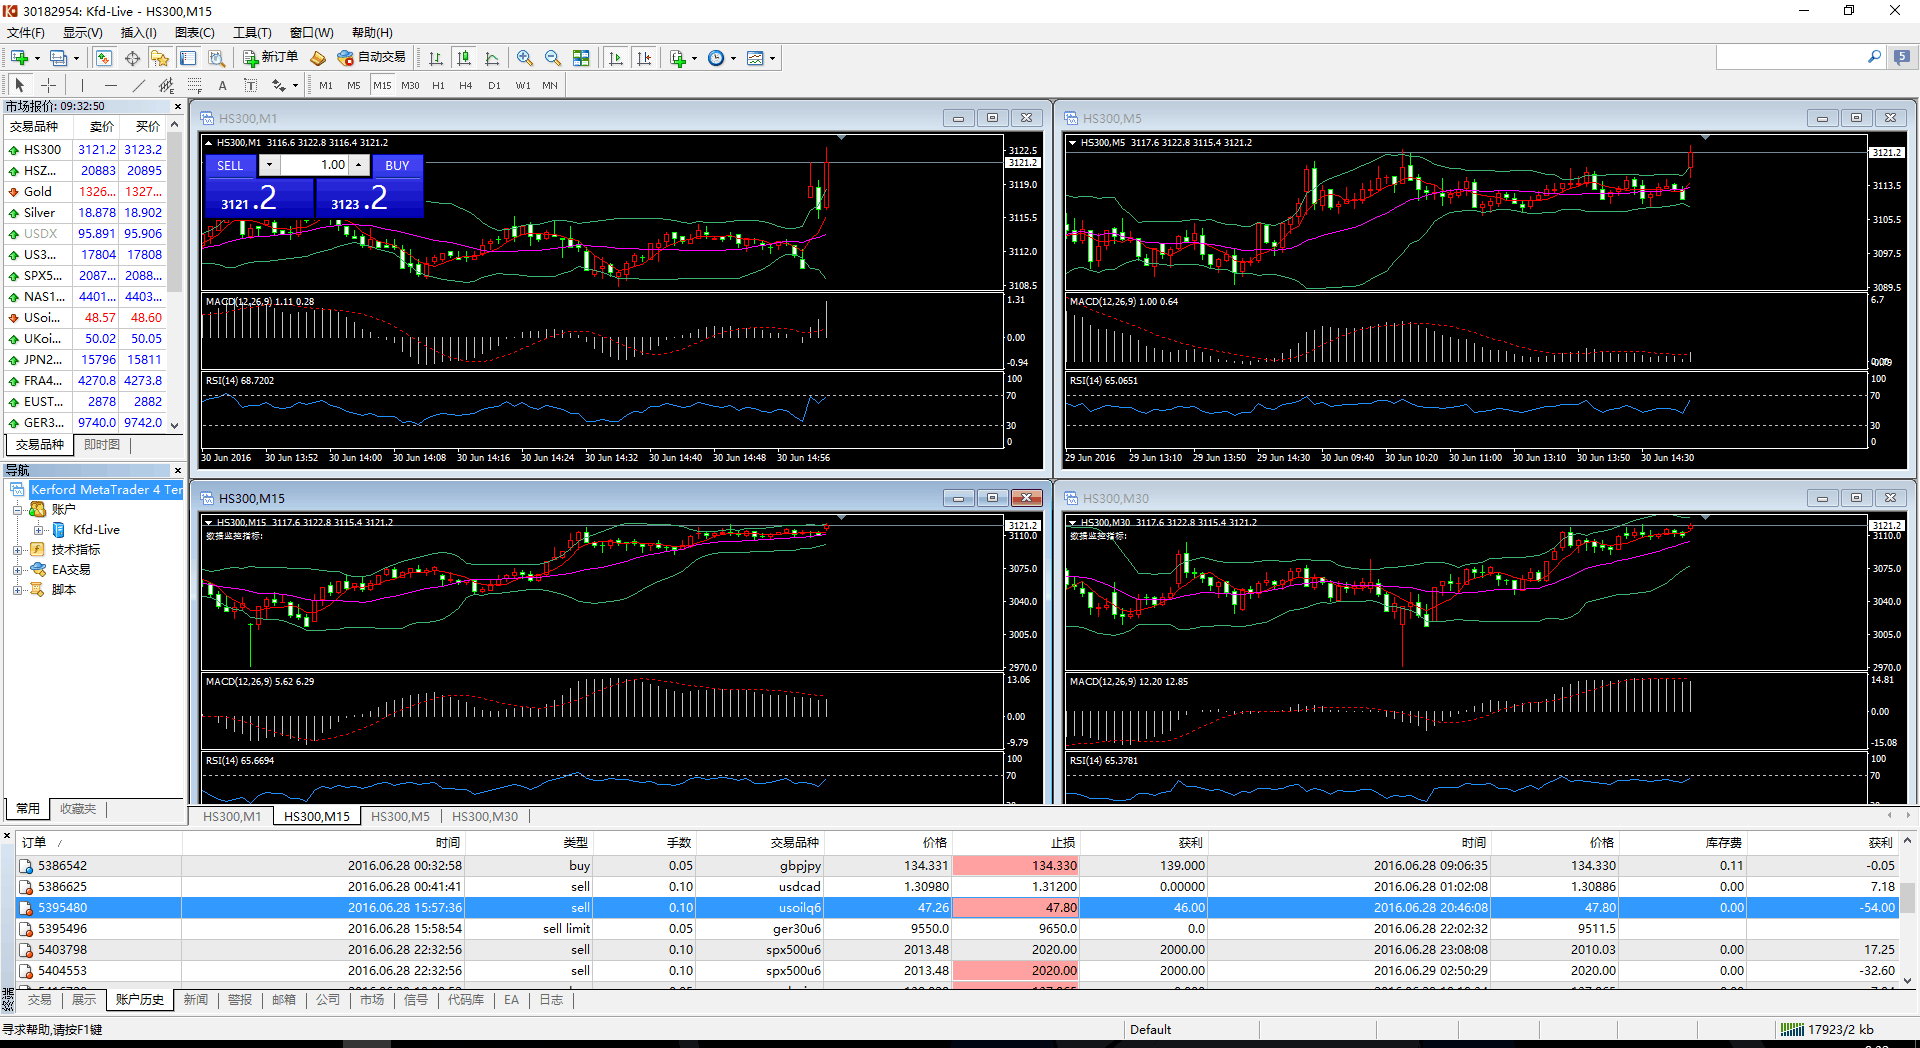 30182954: Kfd-Live - HS300,M15
文件(F) 显示(V) 插入(I) 图表(C) 工具(T) 窗口(W) 帮助(H)
新订单 自动交易
5
A T M1 M5 M15 M30 H1 H4 D1 W1 MN
市场报价: 09:32:50
交易品种 卖价 买价
HS300 3121.2 3123.2
HSZ... 20883 20895
Gold 1326... 1327...
Silver 18.878 18.902
USDX 95.891 95.906
US3... 17804 17808
SPX5... 2087... 2088...
NAS1... 4401... 4403...
USoi... 48.57 48.60
UKoi... 50.02 50.05
JPN2... 15796 15811
FRA4... 4270.8 4273.8
EUST... 2878 2882
GER3... 9740.0 9742.0
交易品种 即时图
导航
Kerford MetaTrader 4 Ter
账户
Kfd-Live
技术指标
EA交易
脚本
常用 收藏夹
HS300,M1
HS300,M1 3116.6 3122.8 3116.4 3121.2
SELL 1.00 BUY
3121.2 3123.2
3122.5
3121.2
3119.0
3115.5
3112.0
3108.5
MACD(12,26,9) 1.11 0.28
1.31
0.00
-0.94
RSI(14) 68.7202
100
70
30
0
30 Jun 2016 30 Jun 13:52 30 Jun 14:00 30 Jun 14:08 30 Jun 14:16 30 Jun 14:24 30 Jun 14:32 30 Jun 14:40 30 Jun 14:48 30 Jun 14:56
HS300,M5
HS300,M5 3117.6 3122.8 3115.4 3121.2
3121.2
3113.5
3105.5
3097.5
3089.5
MACD(12,26,9) 1.00 0.64
6.7
RSI(14) 65.0651
100
70
30
0
29 Jun 2016 29 Jun 13:10 29 Jun 13:50 29 Jun 14:30 30 Jun 09:40 30 Jun 10:20 30 Jun 11:00 30 Jun 13:10 30 Jun 13:50 30 Jun 14:30
HS300,M15
HS300,M15 3117.6 3122.8 3115.4 3121.2
数据监控指标:
3121.2
3110.0
3075.0
3040.0
3005.0
2970.0
MACD(12,26,9) 5.62 6.29
13.06
0.00
-9.79
RSI(14) 65.6694
100
70
HS300,M30
HS300,M30 3117.6 3122.8 3115.4 3121.2
数据监控指标:
3121.2
3110.0
3075.0
3040.0
3005.0
2970.0
MACD(12,26,9) 12.20 12.85
14.81
0.00
-15.08
RSI(14) 65.3781
100
70
HS300,M1 HS300,M15 HS300,M5 HS300,M30
订单 / 时间 类型 手数 交易品种 价格 止损 获利 时间 价格 库存费 获利
5386542 2016.06.28 00:32:58 buy 0.05 gbpjpy 134.331 134.330 139.000 2016.06.28 09:06:35 134.330 0.11 -0.05
5386625 2016.06.28 00:41:41 sell 0.10 usdcad 1.30980 1.31200 0.00000 2016.06.28 01:02:08 1.30886 0.00 7.18
5395480 2016.06.28 15:57:36 sell 0.10 usoilq6 47.26 47.80 46.00 2016.06.28 20:46:08 47.80 0.00 -54.00
5395496 2016.06.28 15:58:54 sell limit 0.05 ger30u6 9550.0 9650.0 0.0 2016.06.28 22:02:32 9511.5
5403798 2016.06.28 22:32:56 sell 0.10 spx500u6 2013.48 2020.00 2000.00 2016.06.28 23:08:08 2010.03 0.00 17.25
5404553 2016.06.28 22:32:56 sell 0.10 spx500u6 2013.48 2020.00 2000.00 2016.06.29 02:50:29 2020.00 0.00 -32.60
交易 展示 账户历史 新闻 警报 邮箱 公司 市场 信号 代码库 EA 日志
寻求帮助,请按F1键 Default 17923/2 kb